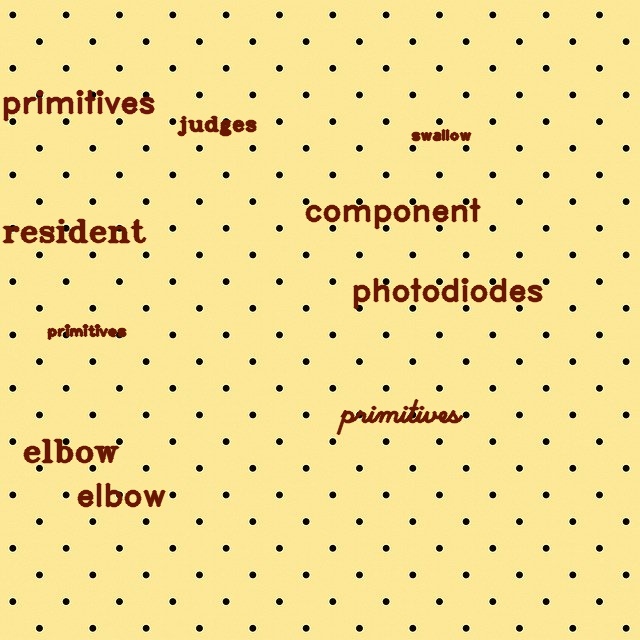 primitives
judges
swallow
component
resident
photodiodes
primitives
primitives
elbow
elbow